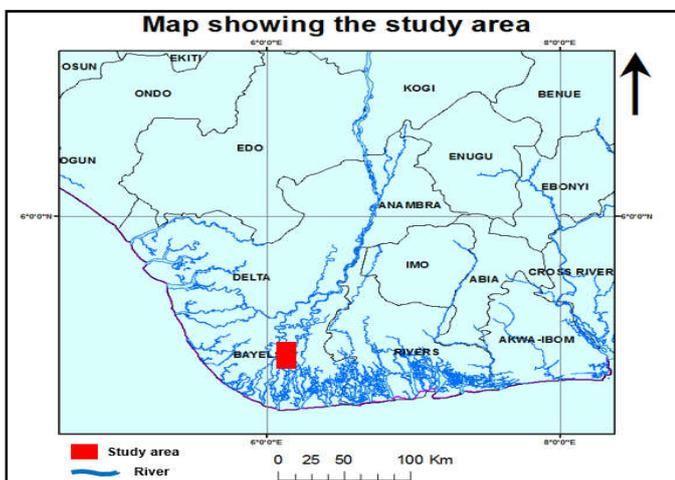 Map showing the study area
6°0'0"E 8°0'0"E
OSUN EKITI
ONDO KOGI BENUE
OGUN EDO ENUGU
EBONYI
ANAMBRA
6°0'0"N 6°0'0"N
IMO
DELTA ABIA CROSS RIVER
AKWA-IBOM
BAYEL RIVERS
6°0'0"E 8°0'0"E
Study area
River
0 25 50 100 Km